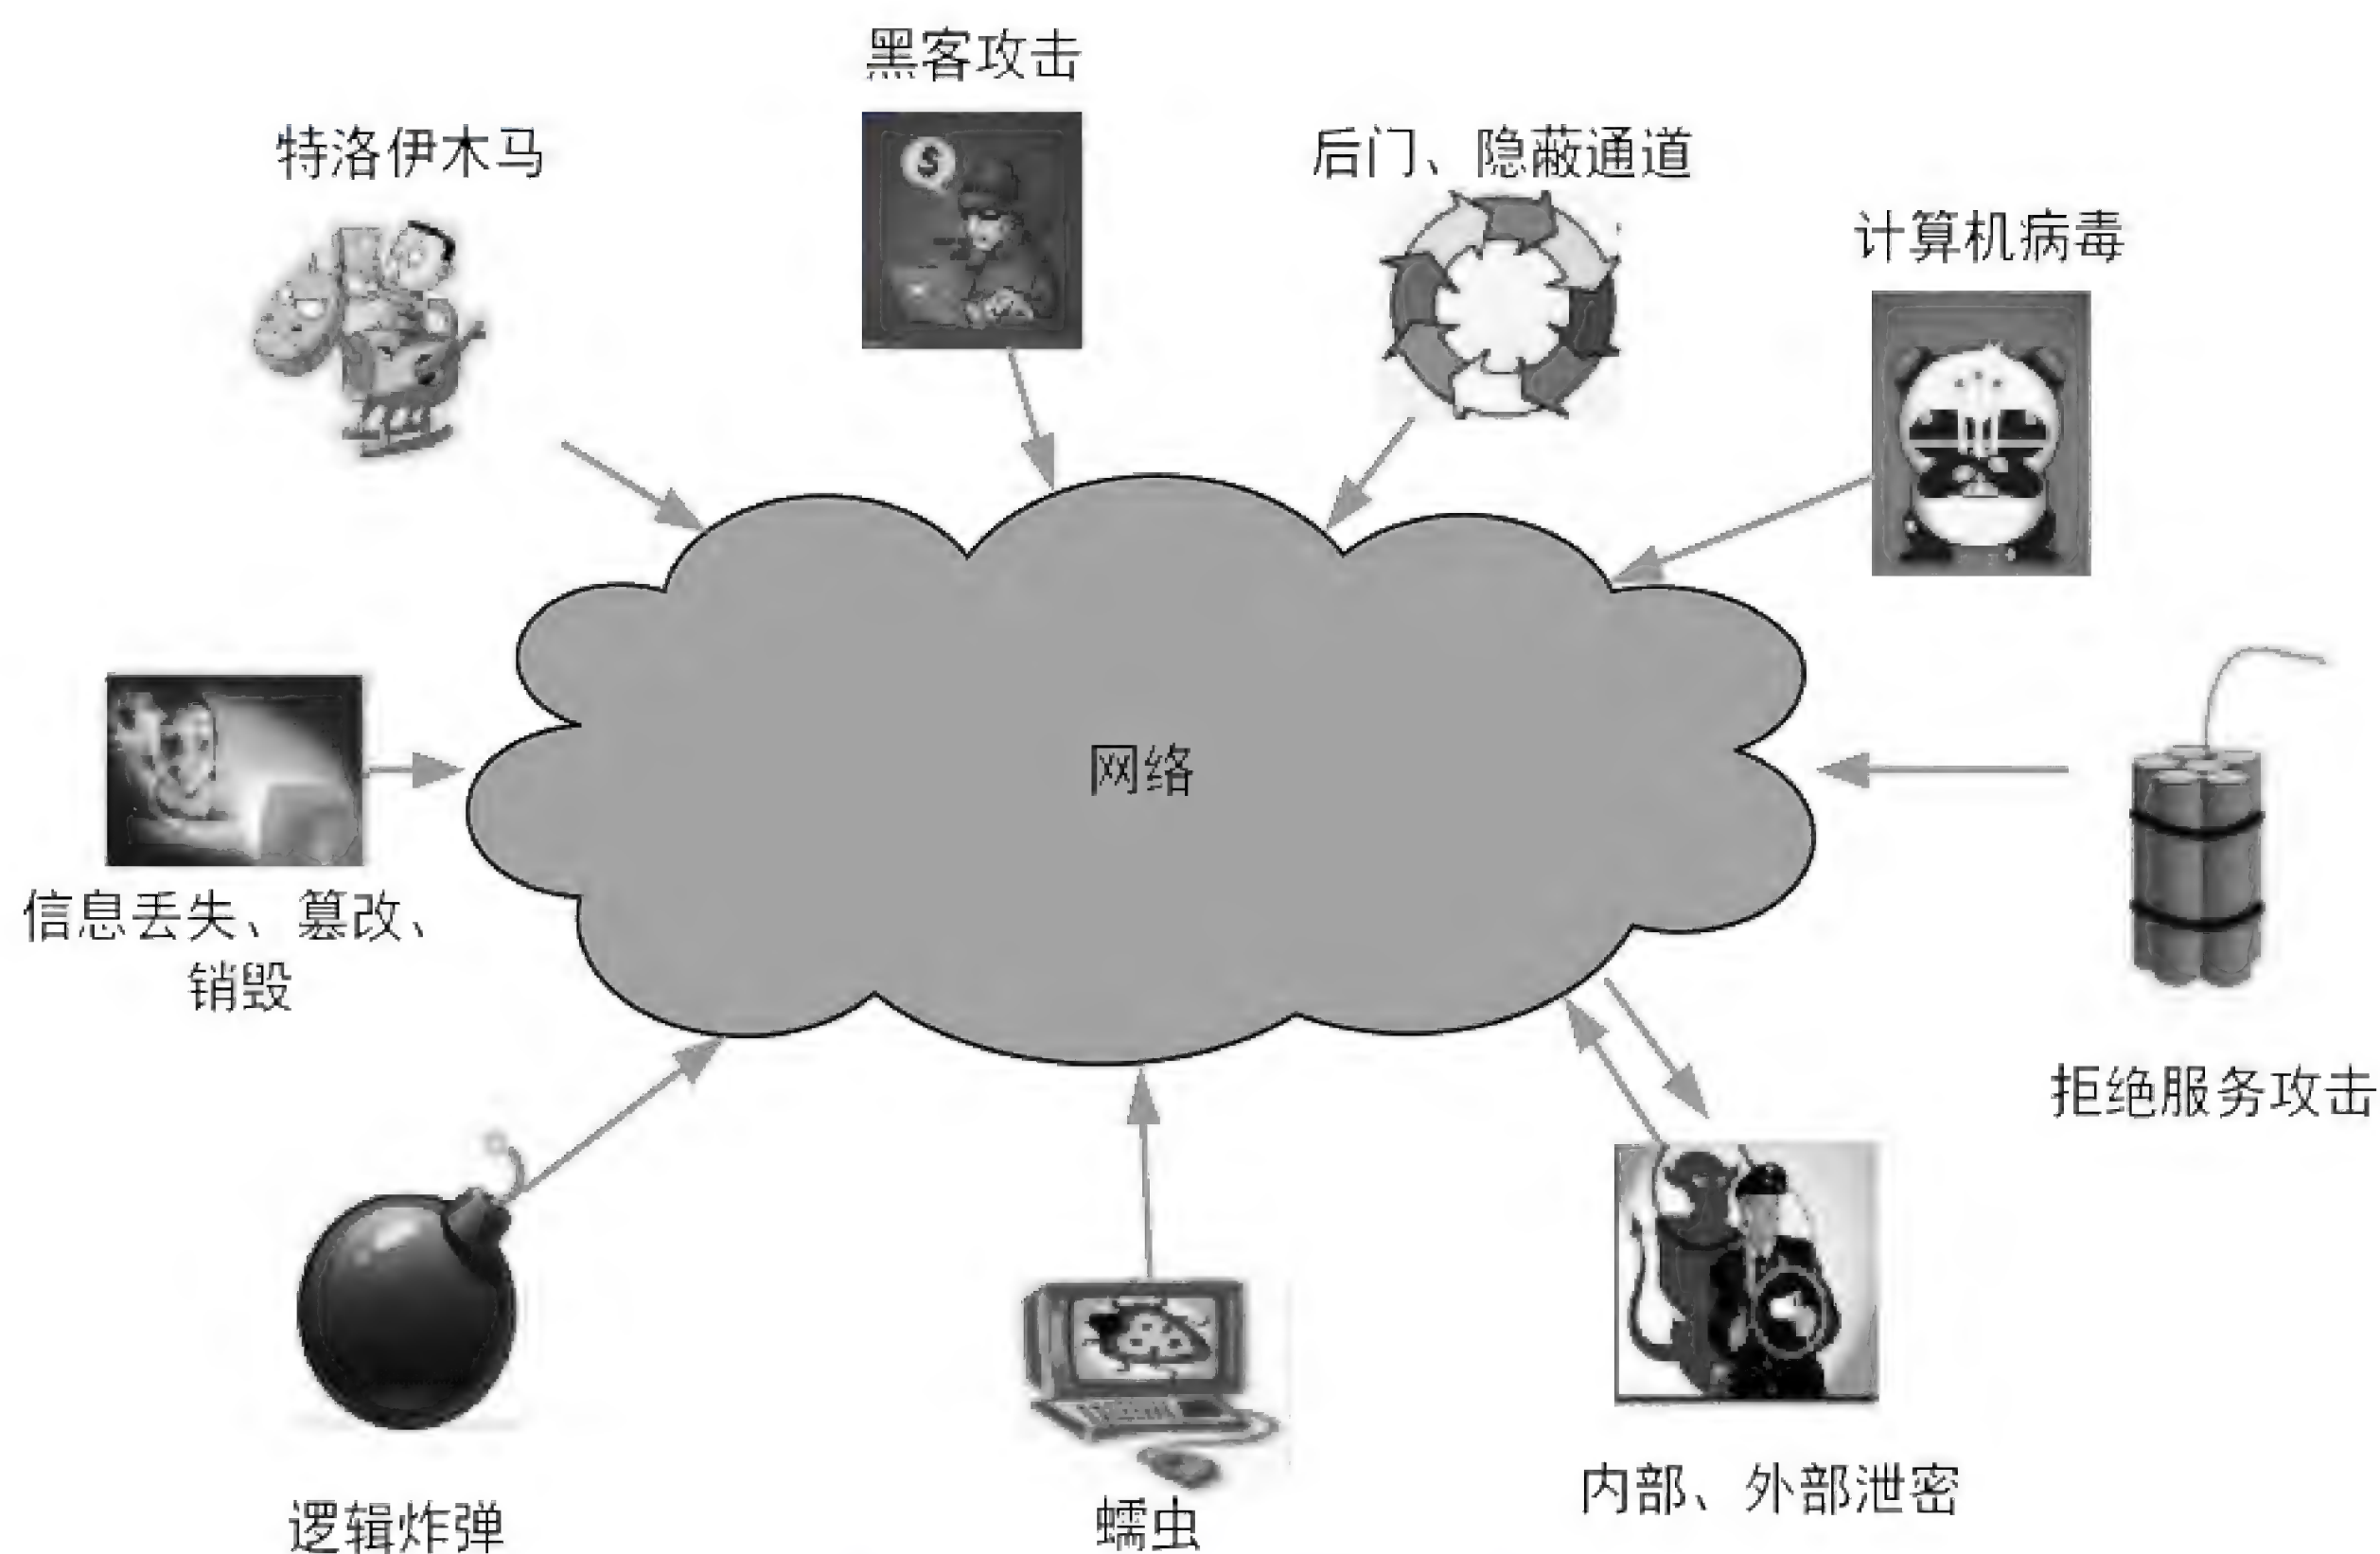 黑客攻击
特洛伊木马
后门、隐蔽通道
计算机病毒
S
网络
信息丢失、篡改、
销毁
拒绝服务攻击
内部、外部泄密
逻辑炸弹
蠕虫